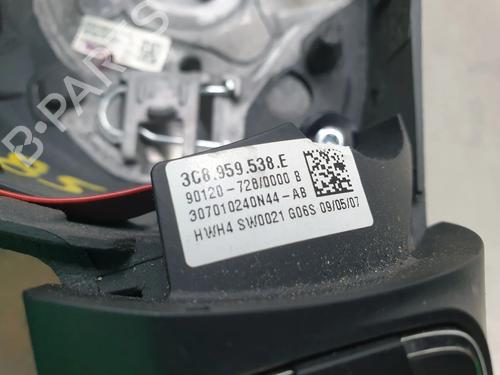 B-PARTS
3C8.959.538.E
90120-728/0000 B
307010240N44-AB
HWH4 SW0021 G06S 09/05/07